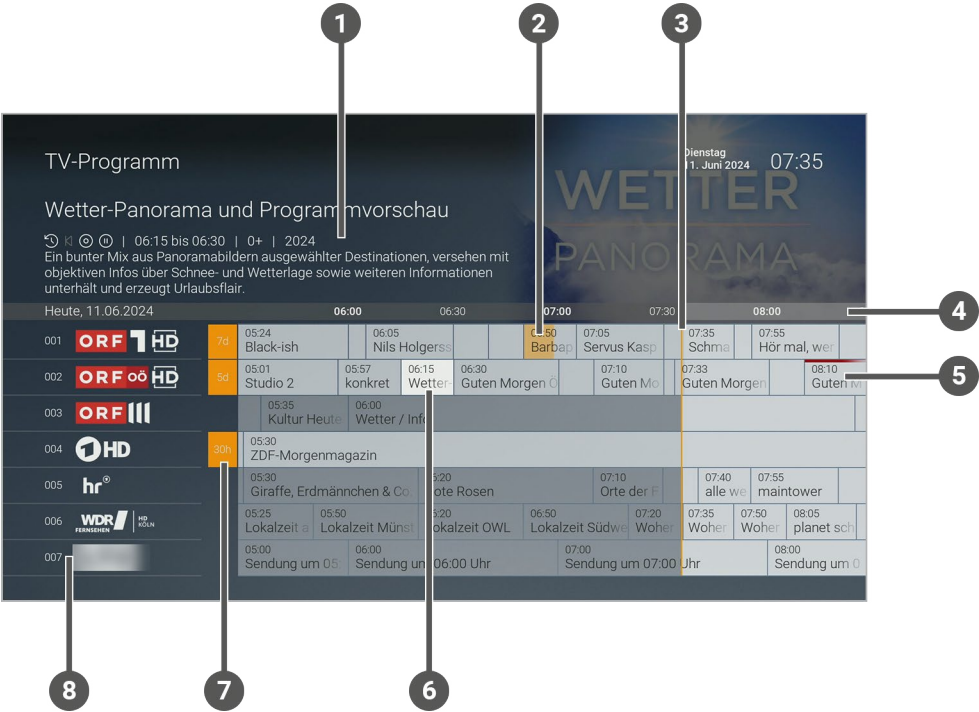 1 2 3
TV-Programm
Dienstag
11. Juni 2024
07:35
WETTER
PANORAMA
Wetter-Panorama und Programmvorschau
| 06:15 bis 06:30 | 0+ | 2024
Ein bunter Mix aus Panoramabildern ausgewählter Destinationen, versehen mit
objektiven Infos über Schnee- und Wetterlage sowie weiteren Informationen
unterhält und erzeugt Urlaubsflair.
Heute, 11.06.2024 06:00 06:30 07:00 07:30 08:00 4
001 ORF 1 HD 7d
05:24 06:05 :50 07:05 07:35 07:55
Black-ish Nils Holgerss Barbap Servus Kasp Schma Hör mal, wer
002 ORF oö HD 5d
05:01 05:57 06:15 06:30 07:10 07:33 08:10
Studio 2 konkret Wetter- Guten Morgen Ö Guten Mo Guten Morgen Guten M 5
003 ORF III
05:35 06:00
Kultur Heute Wetter / Info
004 1 HD 30h
05:30
ZDF-Morgenmagazin
005 hr
05:30 :20 07:10 07:40 07:55
Giraffe, Erdmännchen & Co. ote Rosen Orte der F alle we maintower
006 WDR FERNSEHEN HD KÖLN
05:25 05:50 :20 06:50 07:20 07:35 07:50 08:05
Lokalzeit a Lokalzeit Münst okalzeit OWL Lokalzeit Südwe Woher Woher Woher planet sch
007
05:00 06:00 07:00 08:00
Sendung um 05 Sendung um 06:00 Uhr Sendung um 07:00 Uhr Sendung um 0
8 7 6